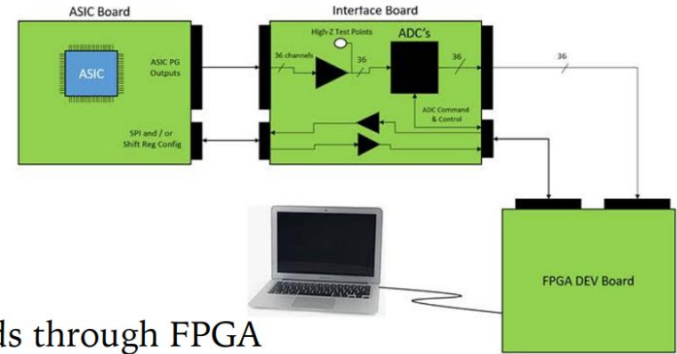 ASIC Board
Interface Board
ASIC
ASIC PG
Outputs
SPI and / or
Shift Reg Config
High-Z Test Points
36 channels
36
ADC's
36
ADC Command
& Control
36
FPGA DEV Board
ds through FPGA